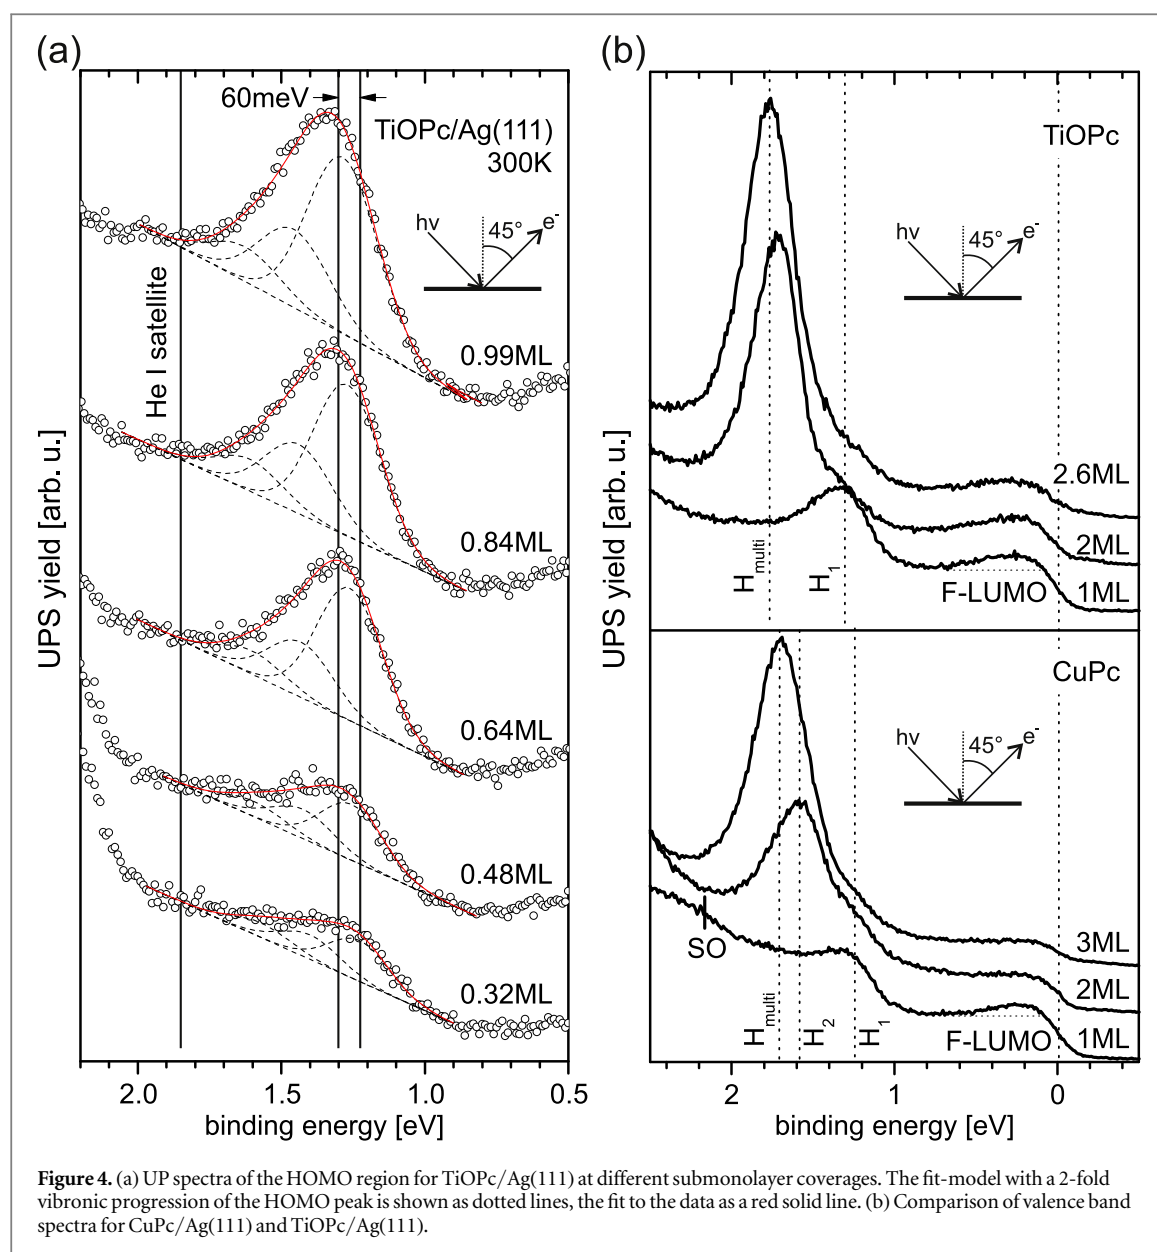 (a)
60meV
TiOPc/Ag(111)
300K
hν
45°
e-
He I satellite
0.99ML
0.84ML
0.64ML
0.48ML
0.32ML
UPS yield [arb. u.]
2.0 1.5 1.0 0.5
binding energy [eV]
(b)
TiOPc
hν
45°
e-
2.6ML
2ML
1ML
Hmulti
H1
F-LUMO
UPS yield [arb. u.]
CuPc
hν
45°
e-
SO
3ML
2ML
1ML
Hmulti
H2
H1
F-LUMO
2 1 0
binding energy [eV]
Figure 4. (a) UP spectra of the HOMO region for TiOPc/Ag(111) at different submonolayer coverages. The fit-model with a 2-fold
vibronic progression of the HOMO peak is shown as dotted lines, the fit to the data as a red solid line. (b) Comparison of valence band
spectra for CuPc/Ag(111) and TiOPc/Ag(111).